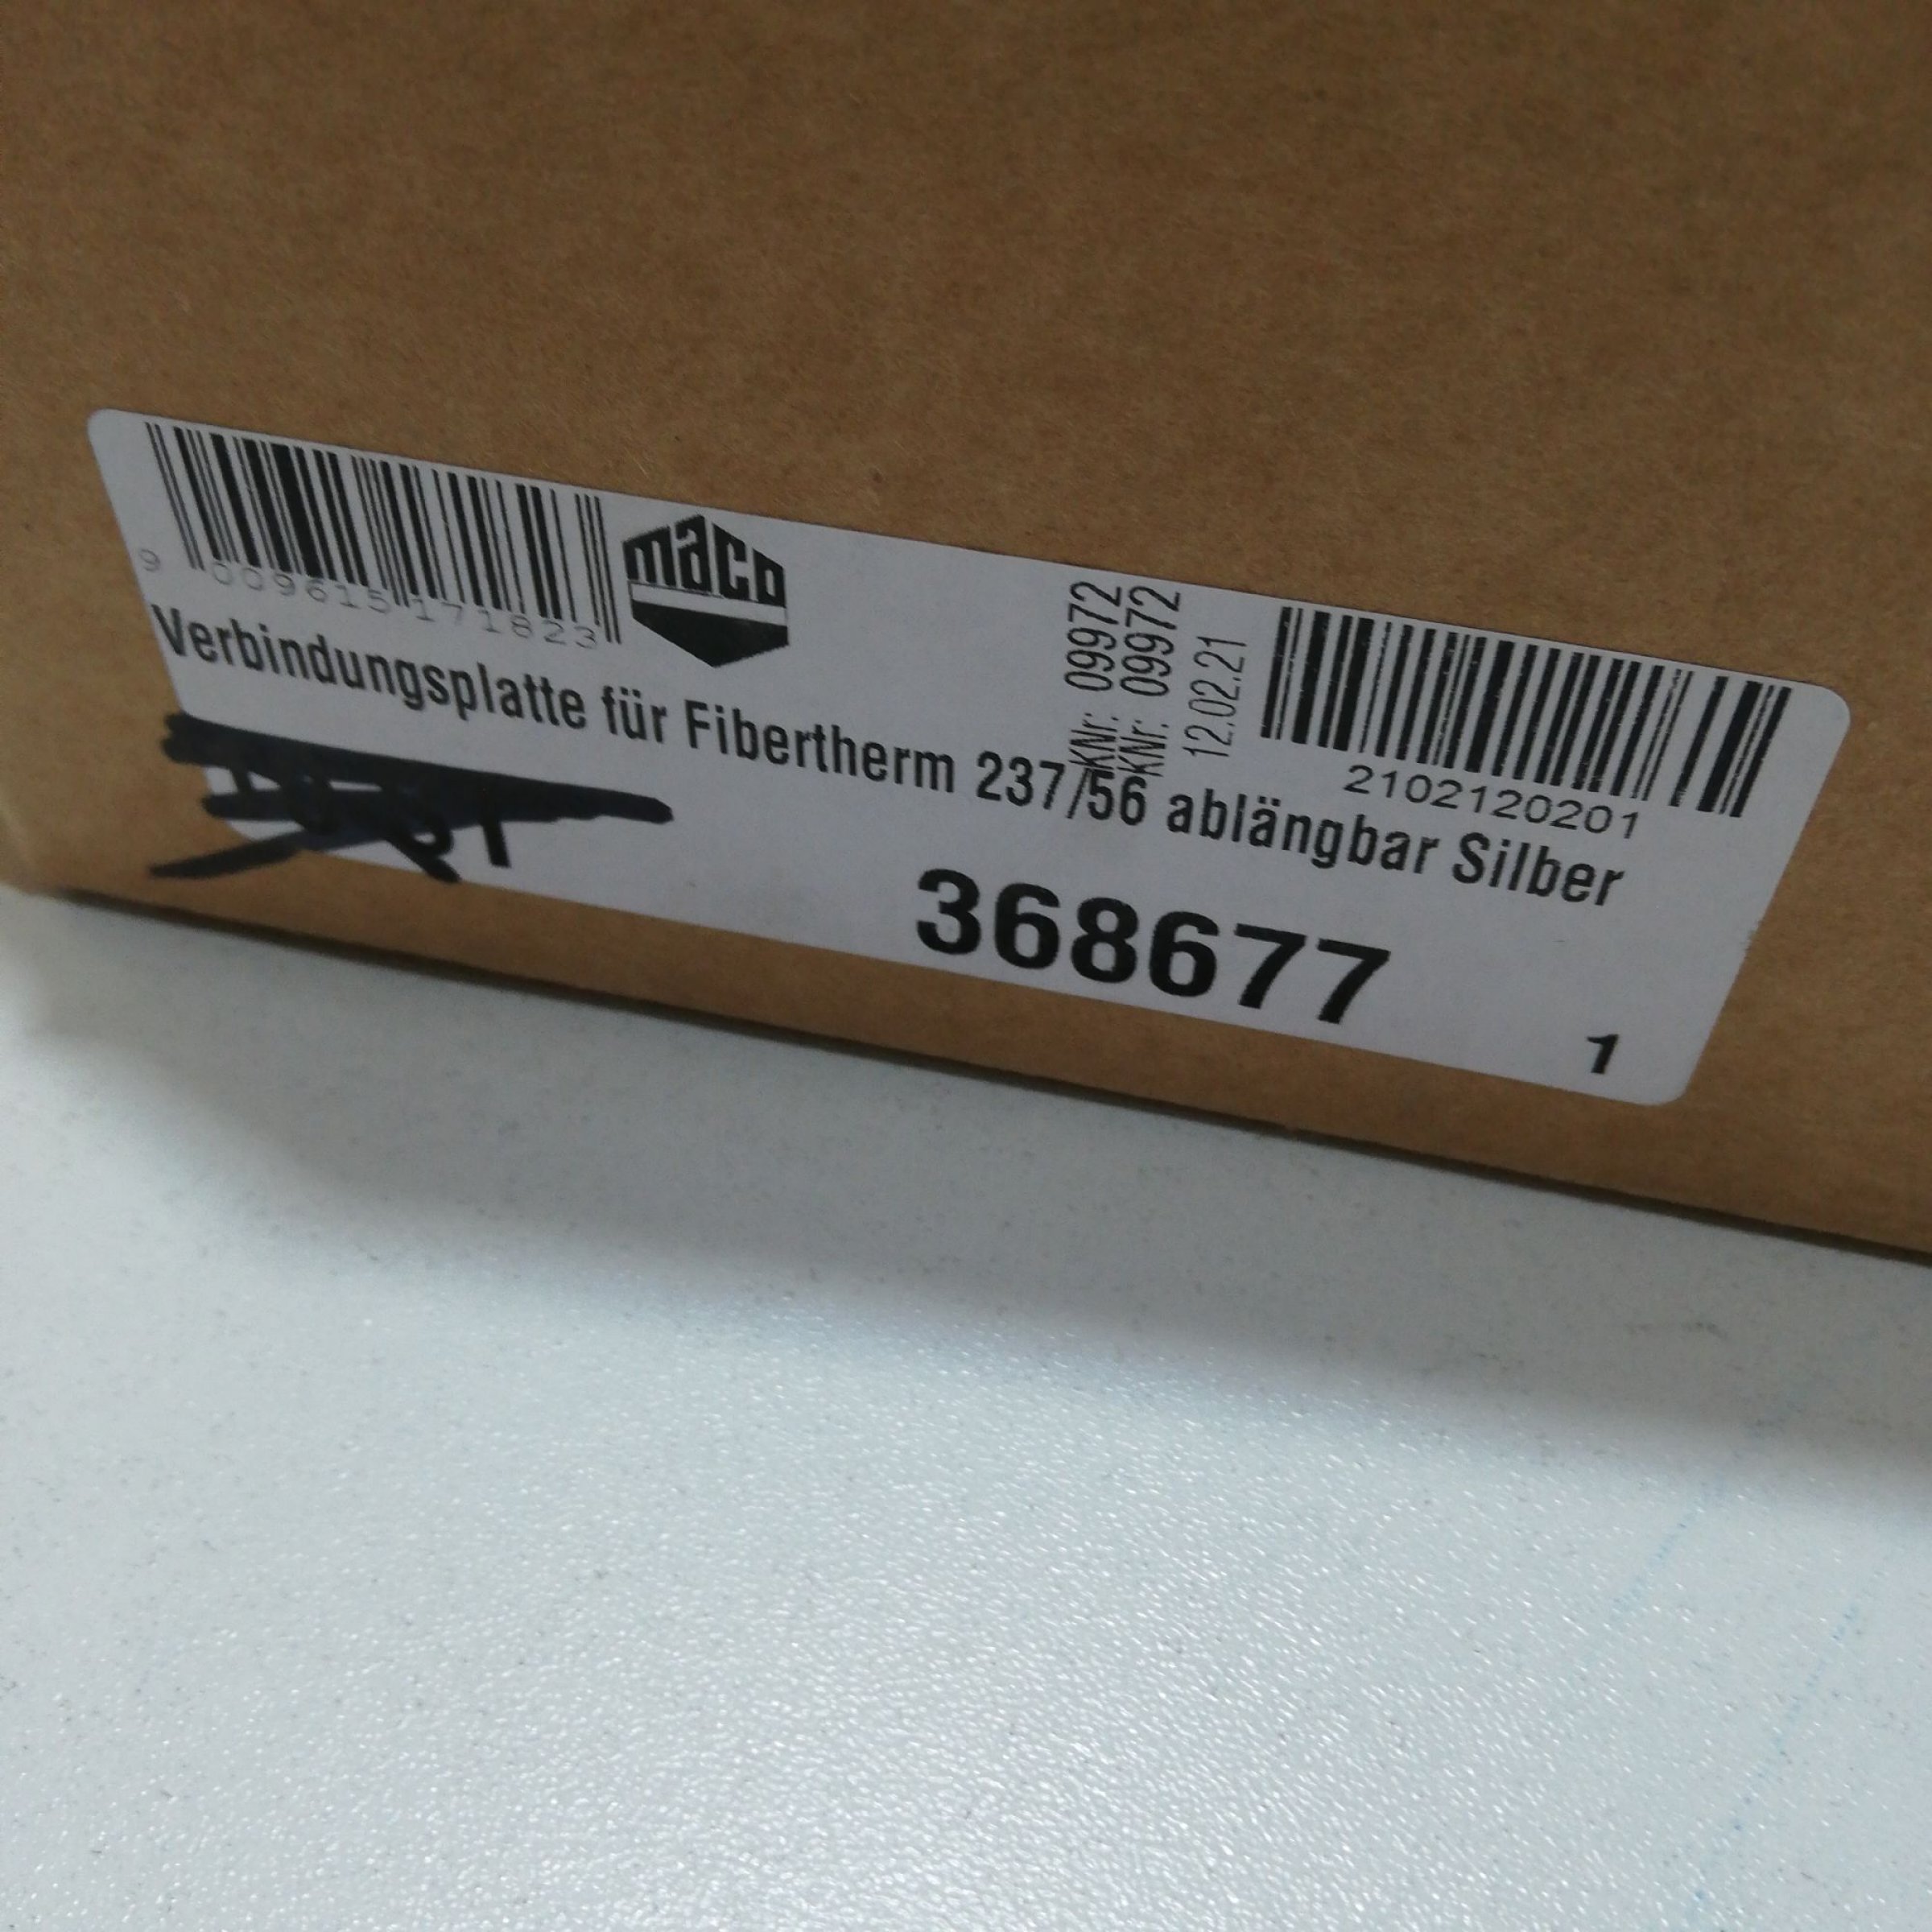 9 009615 171823
maco
KNr: 09972
KNr: 09972
12.02.21
2102120201
Verbindungsplatte für Fibertherm 237/56 ablängbar Silber
368677
1